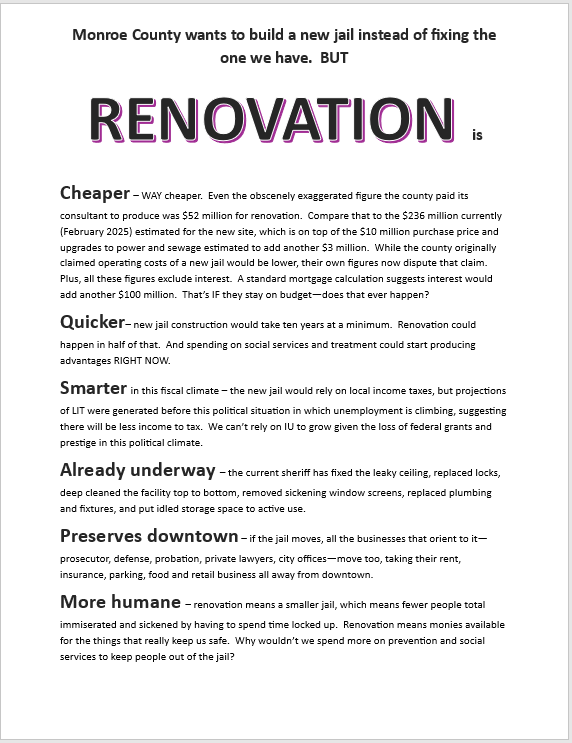 Monroe County wants to build a new jail instead of fixing the
one we have.  BUT
RENOVATION is
Cheaper – WAY cheaper.  Even the obscenely exaggerated figure the county paid its
consultant to produce was $52 million for renovation.  Compare that to the $236 million currently
(February 2025) estimated for the new site, which is on top of the $10 million purchase price and
upgrades to power and sewage estimated to add another $3 million.  While the county originally
claimed operating costs of a new jail would be lower, their own figures now dispute that claim.
Plus, all these figures exclude interest.  A standard mortgage calculation suggests interest would
add another $100 million.  That's IF they stay on budget—does that ever happen?
Quicker– new jail construction would take ten years at a minimum.  Renovation could
happen in half of that.  And spending on social services and treatment could start producing
advantages RIGHT NOW.
Smarter in this fiscal climate – the new jail would rely on local income taxes, but projections
of LIT were generated before this political situation in which unemployment is climbing, suggesting
there will be less income to tax.  We can't rely on IU to grow given the loss of federal grants and
prestige in this political climate.
Already underway – the current sheriff has fixed the leaky ceiling, replaced locks,
deep cleaned the facility top to bottom, removed sickening window screens, replaced plumbing
and fixtures, and put idled storage space to active use.
Preserves downtown – if the jail moves, all the businesses that orient to it—
prosecutor, defense, probation, private lawyers, city offices—move too, taking their rent,
insurance, parking, food and retail business all away from downtown.
More humane – renovation means a smaller jail, which means fewer people total
immiserated and sickened by having to spend time locked up.  Renovation means monies available
for the things that really keep us safe.  Why wouldn't we spend more on prevention and social
services to keep people out of the jail?